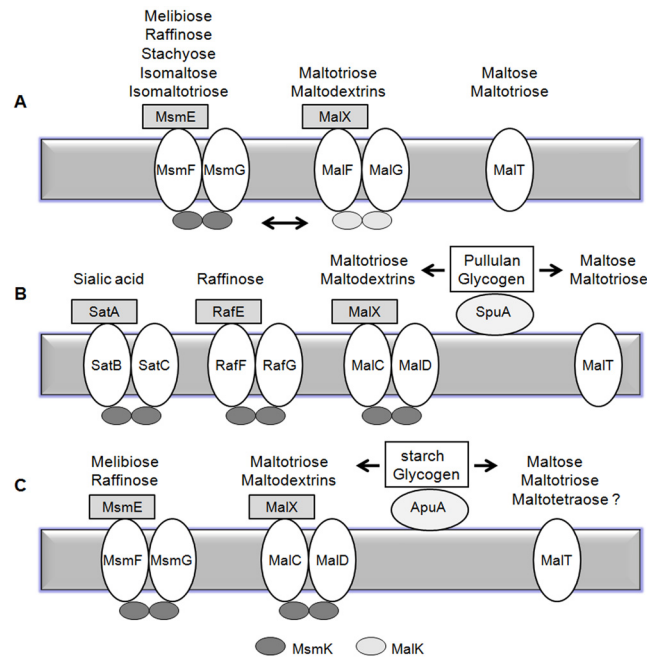 Melibiose
Raffinose
Stachyose
Isomaltose
Isomaltotriose
Maltotriose
Maltodextrins
Maltose
Maltotriose
A
MsmE
MalX
MsmF
MsmG
MalF
MalG
MalT
Sialic acid
Raffinose
Maltotriose
Maltodextrins
Pullulan
Glycogen
Maltose
Maltotriose
B
SatA
RafE
MalX
SpuA
SatB
SatC
RafF
RafG
MalC
MalD
MalT
Melibiose
Raffinose
Maltotriose
Maltodextrins
starch
Glycogen
Maltose
Maltotriose
Maltotetraose ?
C
MsmE
MalX
ApuA
MsmF
MsmG
MalC
MalD
MalT
MsmK
MalK